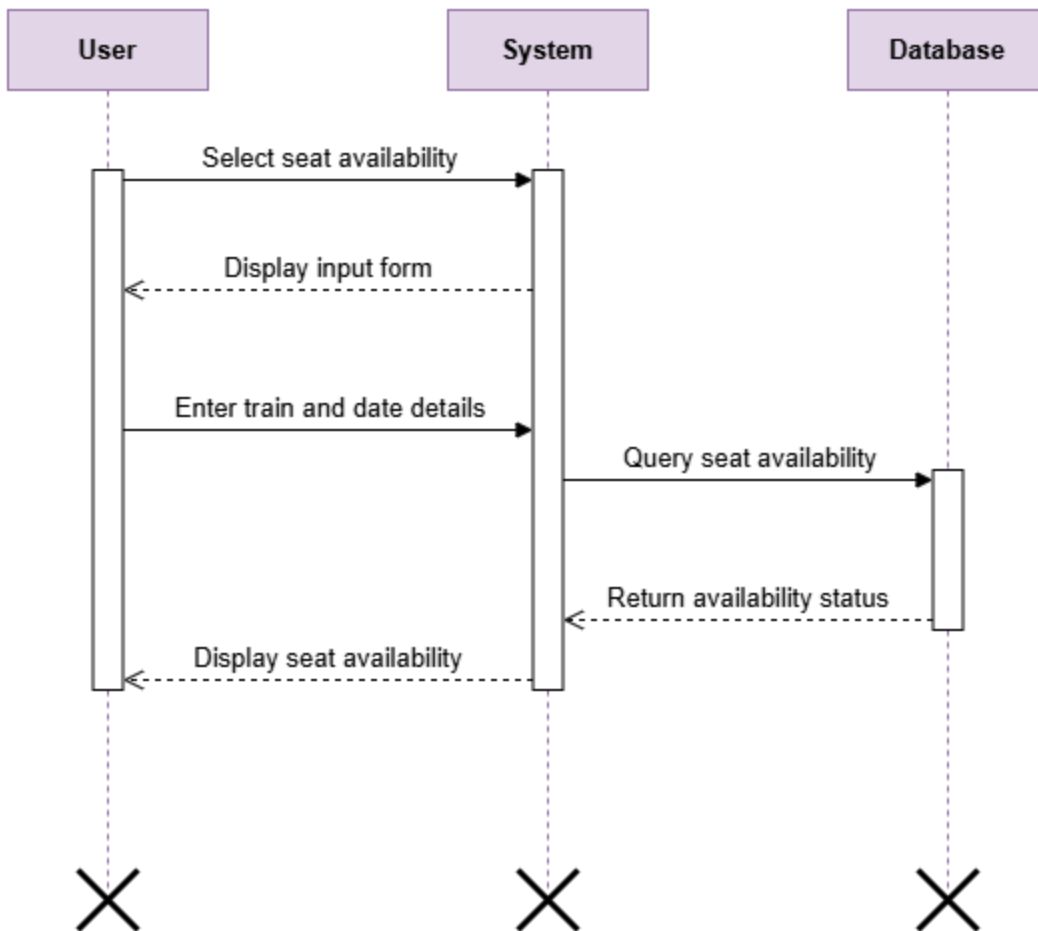 User
System
Database
Select seat availability
Display input form
Enter train and date details
Query seat availability
Return availability status
Display seat availability